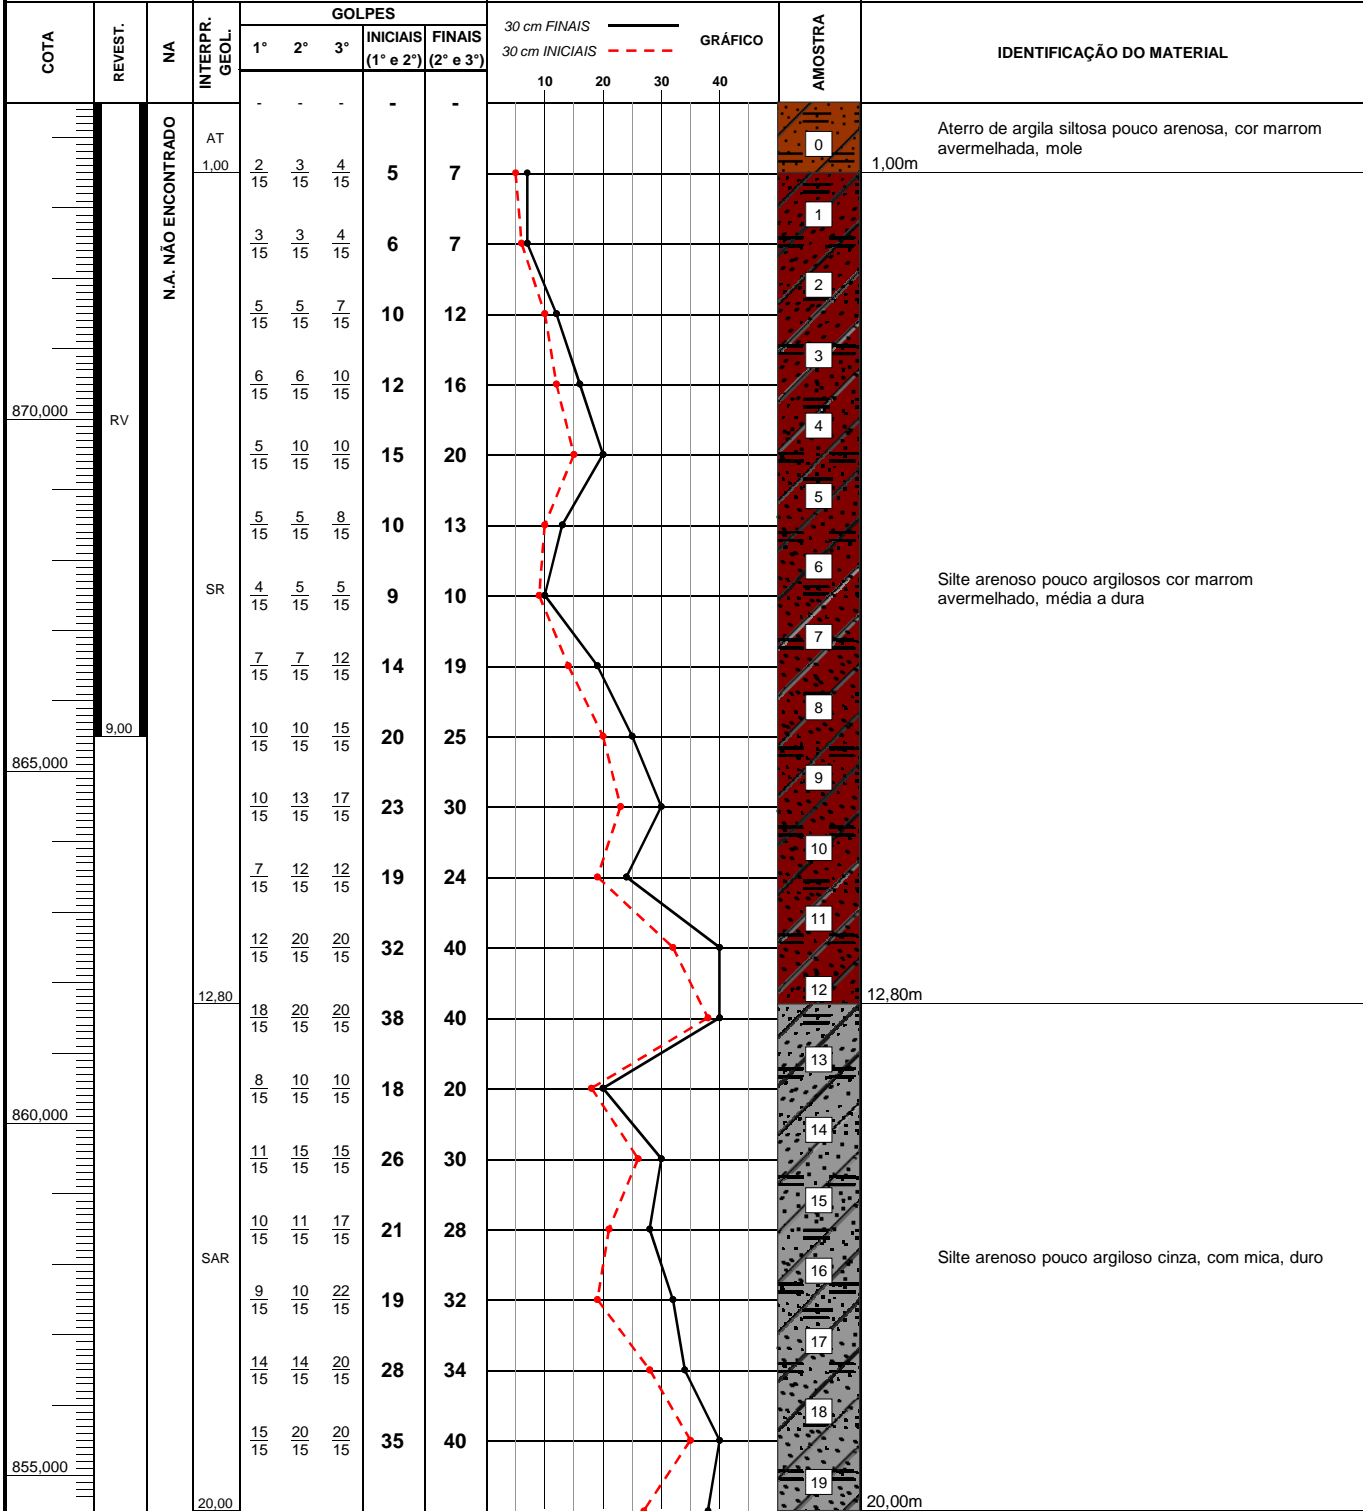 COTA
REVEST.
NA
INTERPR. GEOL.
GOLPES
1° 2° 3° INICIAIS (1° e 2°) FINAIS (2° e 3°)
30 cm FINAIS
30 cm INICIAIS
GRÁFICO
10 20 30 40
AMOSTRA
IDENTIFICAÇÃO DO MATERIAL
- - - - -
N.A. NÃO ENCONTRADO
AT
0
Aterro de argila siltosa pouco arenosa, cor marrom
avermelhada, mole
1,00 2/15 3/15 4/15 5 7 1,00m
1
3/15 3/15 4/15 6 7
2
5/15 5/15 7/15 10 12
3
6/15 6/15 10/15 12 16
870,000 RV 4
5/15 10/15 10/15 15 20
5
5/15 5/15 8/15 10 13
6
SR 4/15 5/15 5/15 9 10
Silte arenoso pouco argilosos cor marrom
avermelhado, média a dura
7
7/15 7/15 12/15 14 19
8
9,00 10/15 10/15 15/15 20 25
865,000 9
10/15 13/15 17/15 23 30
10
7/15 12/15 12/15 19 24
11
12/15 20/15 20/15 32 40
12
12,80 12,80m
18/15 20/15 20/15 38 40
13
8/15 10/15 10/15 18 20
860,000 14
11/15 15/15 15/15 26 30
15
10/15 11/15 17/15 21 28
SAR 16
Silte arenoso pouco argiloso cinza, com mica, duro
9/15 10/15 22/15 19 32
17
14/15 14/15 20/15 28 34
18
15/15 20/15 20/15 35 40
855,000 19
20,00 20,00m